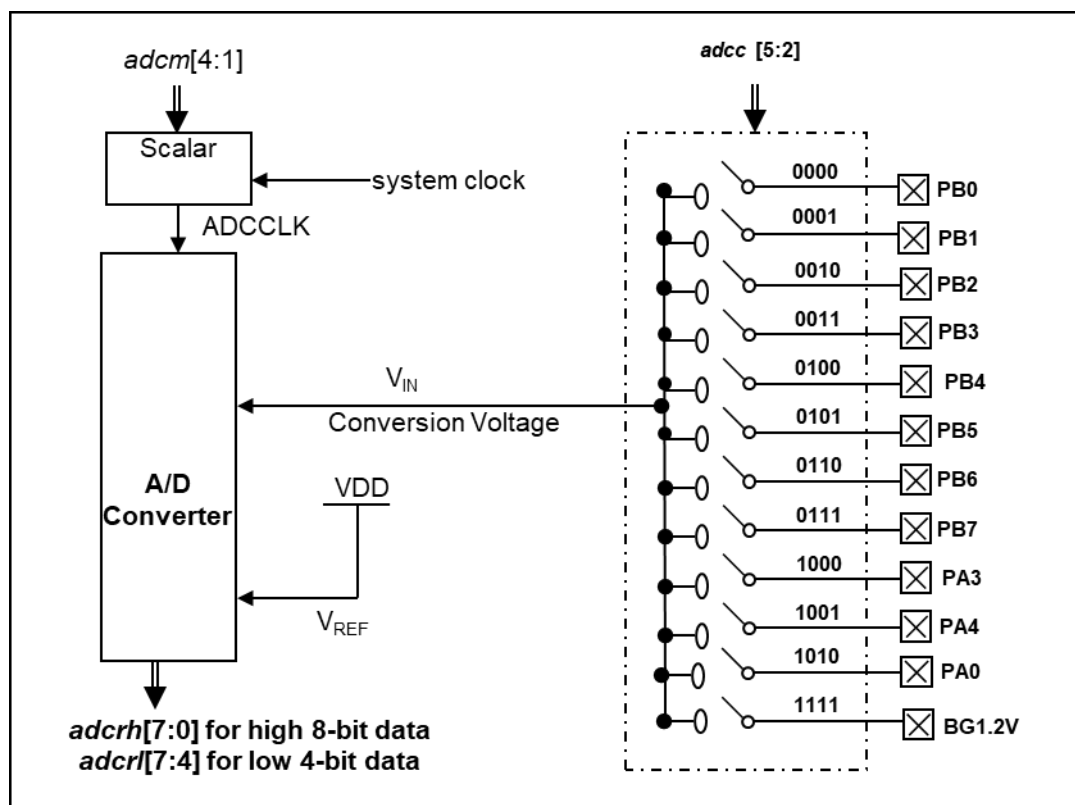 adcm[4:1]
Scalar
system clock
ADCCLK
A/D
Converter
VIN
Conversion Voltage
VDD
VREF
adcrh[7:0] for high 8-bit data
adcrl[7:4] for low 4-bit data
adcc [5:2]
0000 PB0
0001 PB1
0010 PB2
0011 PB3
0100 PB4
0101 PB5
0110 PB6
0111 PB7
1000 PA3
1001 PA4
1010 PA0
1111 BG1.2V